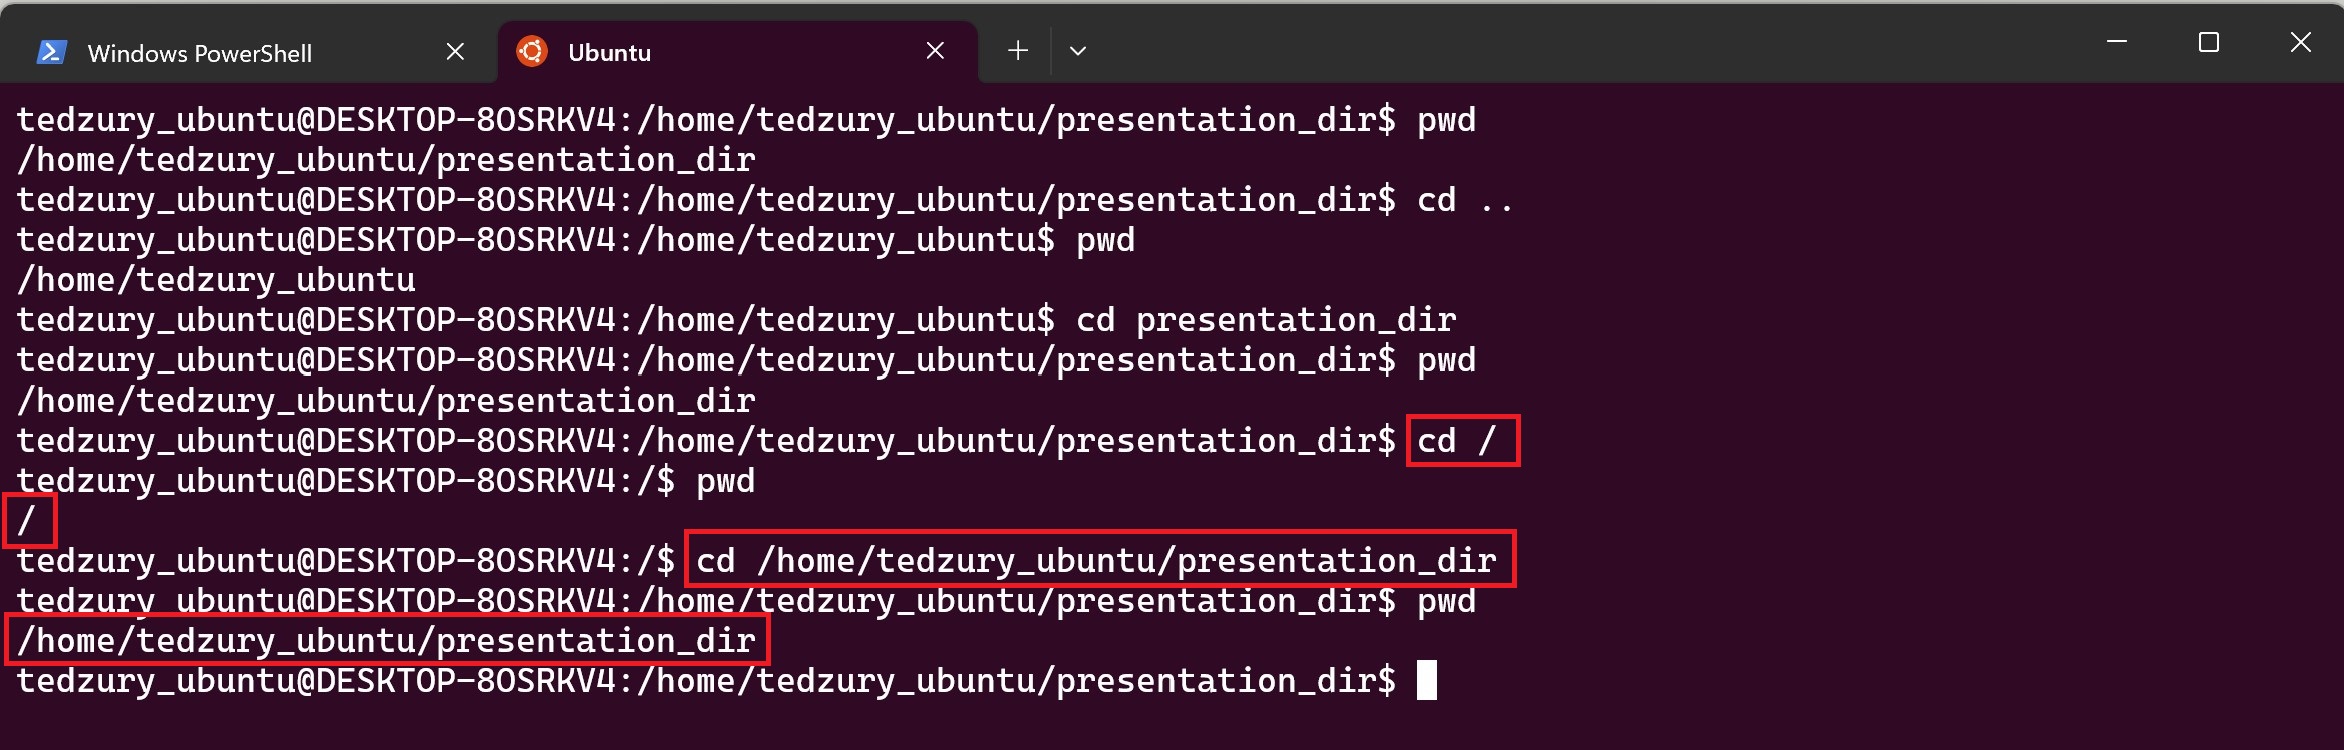 Windows PowerShell
Ubuntu
tedzury_ubuntu@DESKTOP-8OSRKV4:/home/tedzury_ubuntu/presentation_dir$ pwd
/home/tedzury_ubuntu/presentation_dir
tedzury_ubuntu@DESKTOP-8OSRKV4:/home/tedzury_ubuntu/presentation_dir$ cd ..
tedzury_ubuntu@DESKTOP-8OSRKV4:/home/tedzury_ubuntu$ pwd
/home/tedzury_ubuntu
tedzury_ubuntu@DESKTOP-8OSRKV4:/home/tedzury_ubuntu$ cd presentation_dir
tedzury_ubuntu@DESKTOP-8OSRKV4:/home/tedzury_ubuntu/presentation_dir$ pwd
/home/tedzury_ubuntu/presentation_dir
tedzury_ubuntu@DESKTOP-8OSRKV4:/home/tedzury_ubuntu/presentation_dir$ cd /
tedzury_ubuntu@DESKTOP-8OSRKV4:/$ pwd
/
tedzury_ubuntu@DESKTOP-8OSRKV4:/$ cd /home/tedzury_ubuntu/presentation_dir
tedzury_ubuntu@DESKTOP-8OSRKV4:/home/tedzury_ubuntu/presentation_dir$ pwd
/home/tedzury_ubuntu/presentation_dir
tedzury_ubuntu@DESKTOP-8OSRKV4:/home/tedzury_ubuntu/presentation_dir$